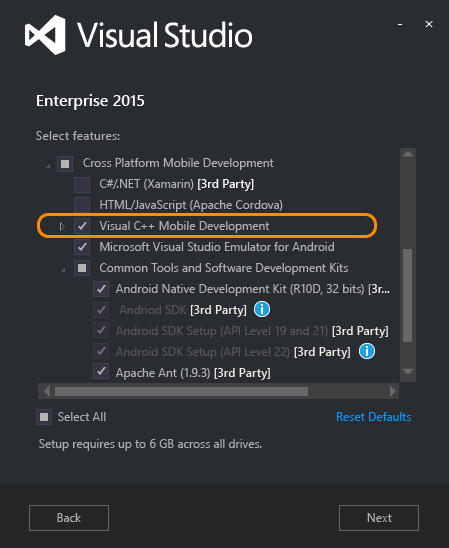 Visual Studio
Enterprise 2015
Select features:
Cross Platform Mobile Development
C#/.NET (Xamarin) [3rd Party]
HTML/JavaScript (Apache Cordova)
Visual C++ Mobile Development
Microsoft Visual Studio Emulator for Android
Common Tools and Software Development Kits
Android Native Development Kit (R10D, 32 bits) [3r...
Andriod SDK [3rd Party]
Android SDK Setup (API Level 19 and 21) [3rd Party]
Android SDK Setup (API Level 22) [3rd Party]
Apache Ant (1.9.3) [3rd Party]
Select All
Reset Defaults
Setup requires up to 6 GB across all drives.
Back
Next